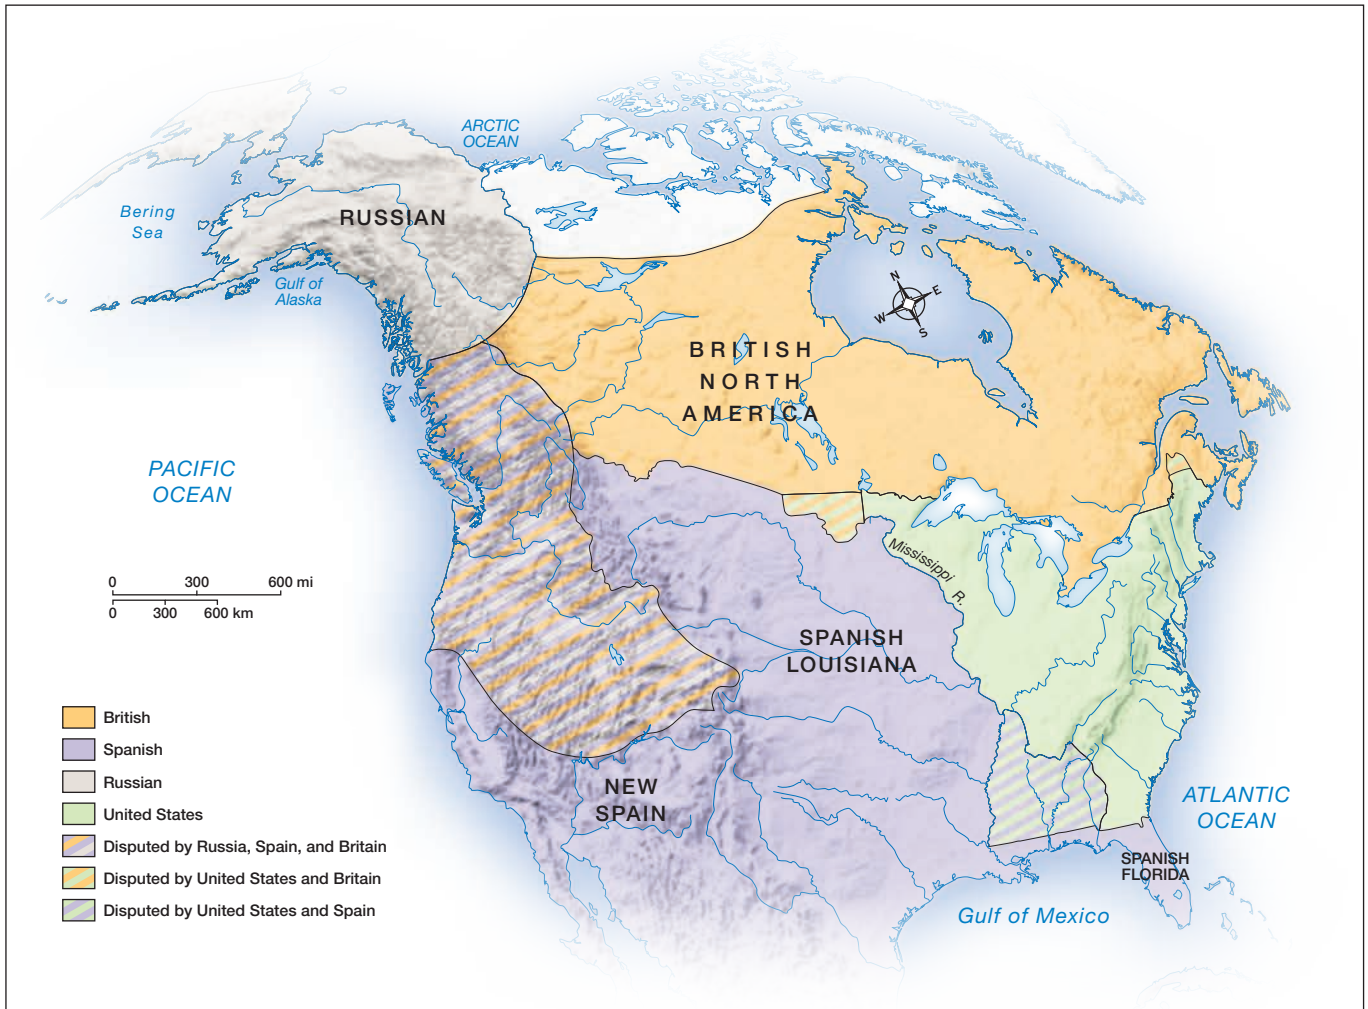 ARCTIC
OCEAN
Bering
Sea
RUSSIAN
Gulf of
Alaska
N
E
W
S
BRITISH
NORTH
AMERICA
PACIFIC
OCEAN
Mississippi R.
0 300 600 mi
0 300 600 km
SPANISH
LOUISIANA
British
Spanish
Russian
United States
Disputed by Russia, Spain, and Britain
Disputed by United States and Britain
Disputed by United States and Spain
NEW
SPAIN
ATLANTIC
OCEAN
SPANISH
FLORIDA
Gulf of Mexico